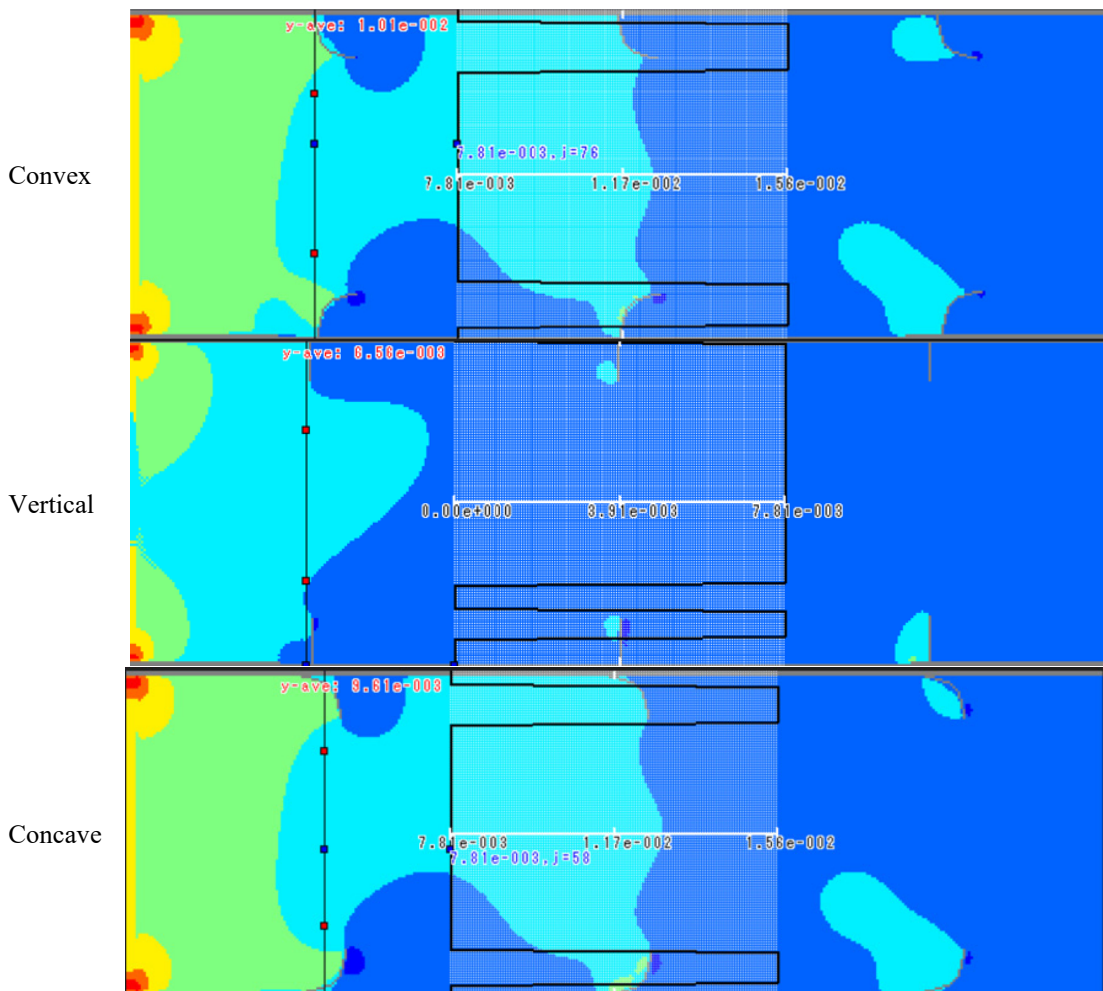 y-ave: 1.01e-002
Convex
7.81e-003,j=76
7.81e-003 1.17e-002 1.56e-002
y-ave: 6.56e-003
Vertical
0.00e+000 3.91e-003 7.81e-003
y-ave: 9.61e-003
Concave
7.81e-003 1.17e-002 1.56e-002
7.81e-003,j=58